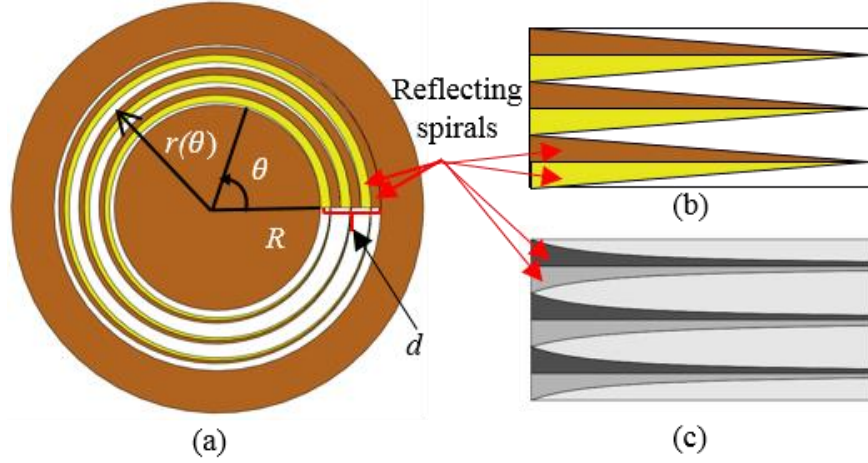 Reflecting
spirals
r(θ)
θ
R
d
(a)
(b)
(c)